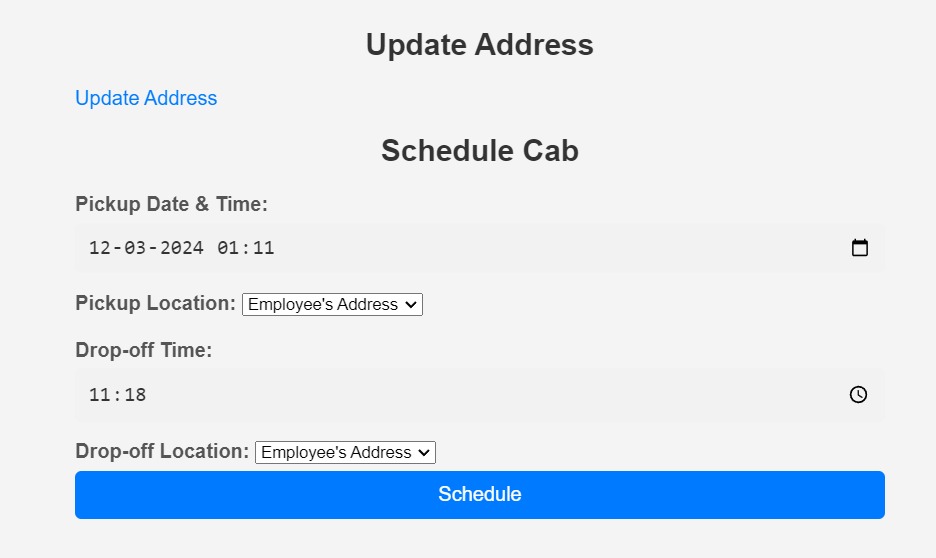 Update Address
Update Address
Schedule Cab
Pickup Date & Time:
12-03-2024 01:11
Pickup Location: Employee's Address
Drop-off Time:
11:18
Drop-off Location: Employee's Address
Schedule